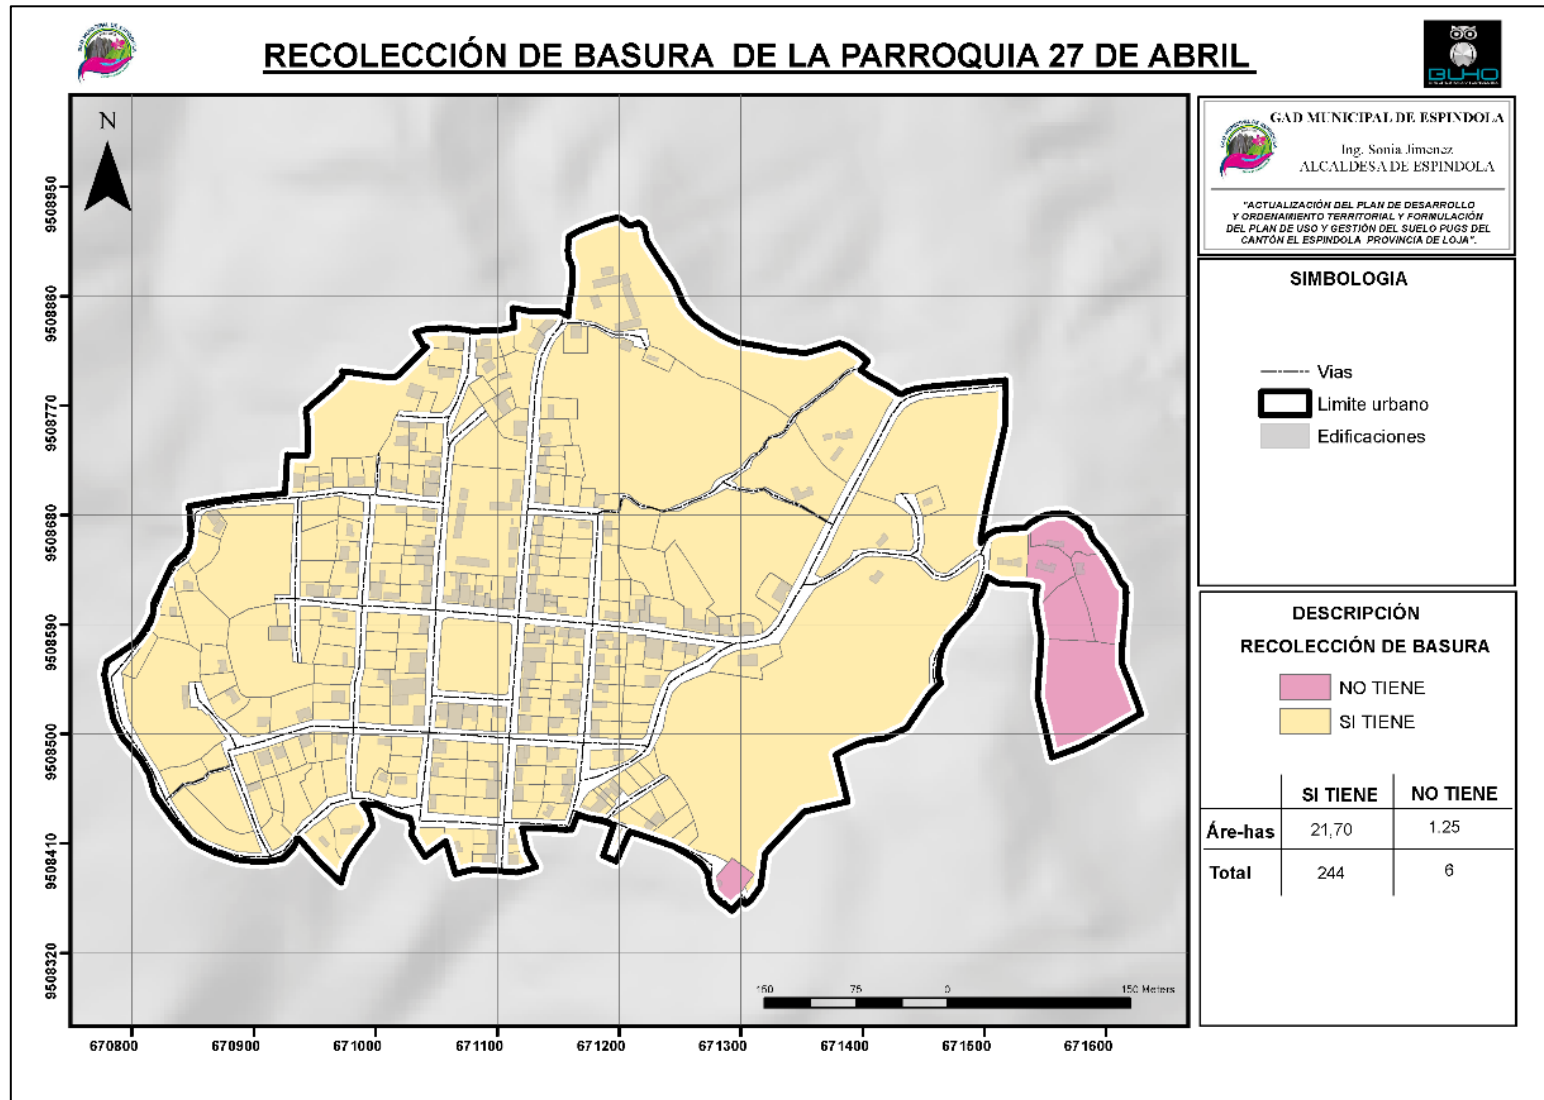 RECOLECCIÓN DE BASURA DE LA PARROQUIA 27 DE ABRIL
BUHO
N
9508950
9508860
9508770
9508680
9508590
9508500
9508410
9508320
670800
670900
671000
671100
671200
671300
671400
671500
671600
150
75
0
150 Meters
GAD MUNICIPAL DE ESPINDOLA
Ing. Sonia Jimenez
ALCALDESA DE ESPINDOLA
"ACTUALIZACIÓN DEL PLAN DE DESARROLLO
Y ORDENAMIENTO TERRITORIAL Y FORMULACIÓN
DEL PLAN DE USO Y GESTIÓN DEL SUELO PUGS DEL
CANTÓN EL ESPINDOLA PROVINCIA DE LOJA".
SIMBOLOGIA
Vias
Limite urbano
Edificaciones
DESCRIPCIÓN
RECOLECCIÓN DE BASURA
NO TIENE
SI TIENE
SI TIENE NO TIENE
Áre-has 21,70 1.25
Total 244 6